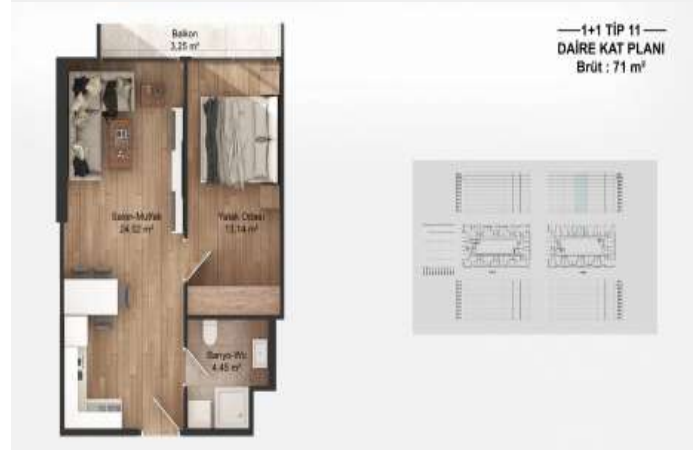 1+1 TİP 11
DAİRE KAT PLANI
Brüt : 71 m²
Balkon
3,25 m²
Salon-Mutfak
24,52 m²
Yatak Odası
13,14 m²
Banyo-Wc
4,45 m²